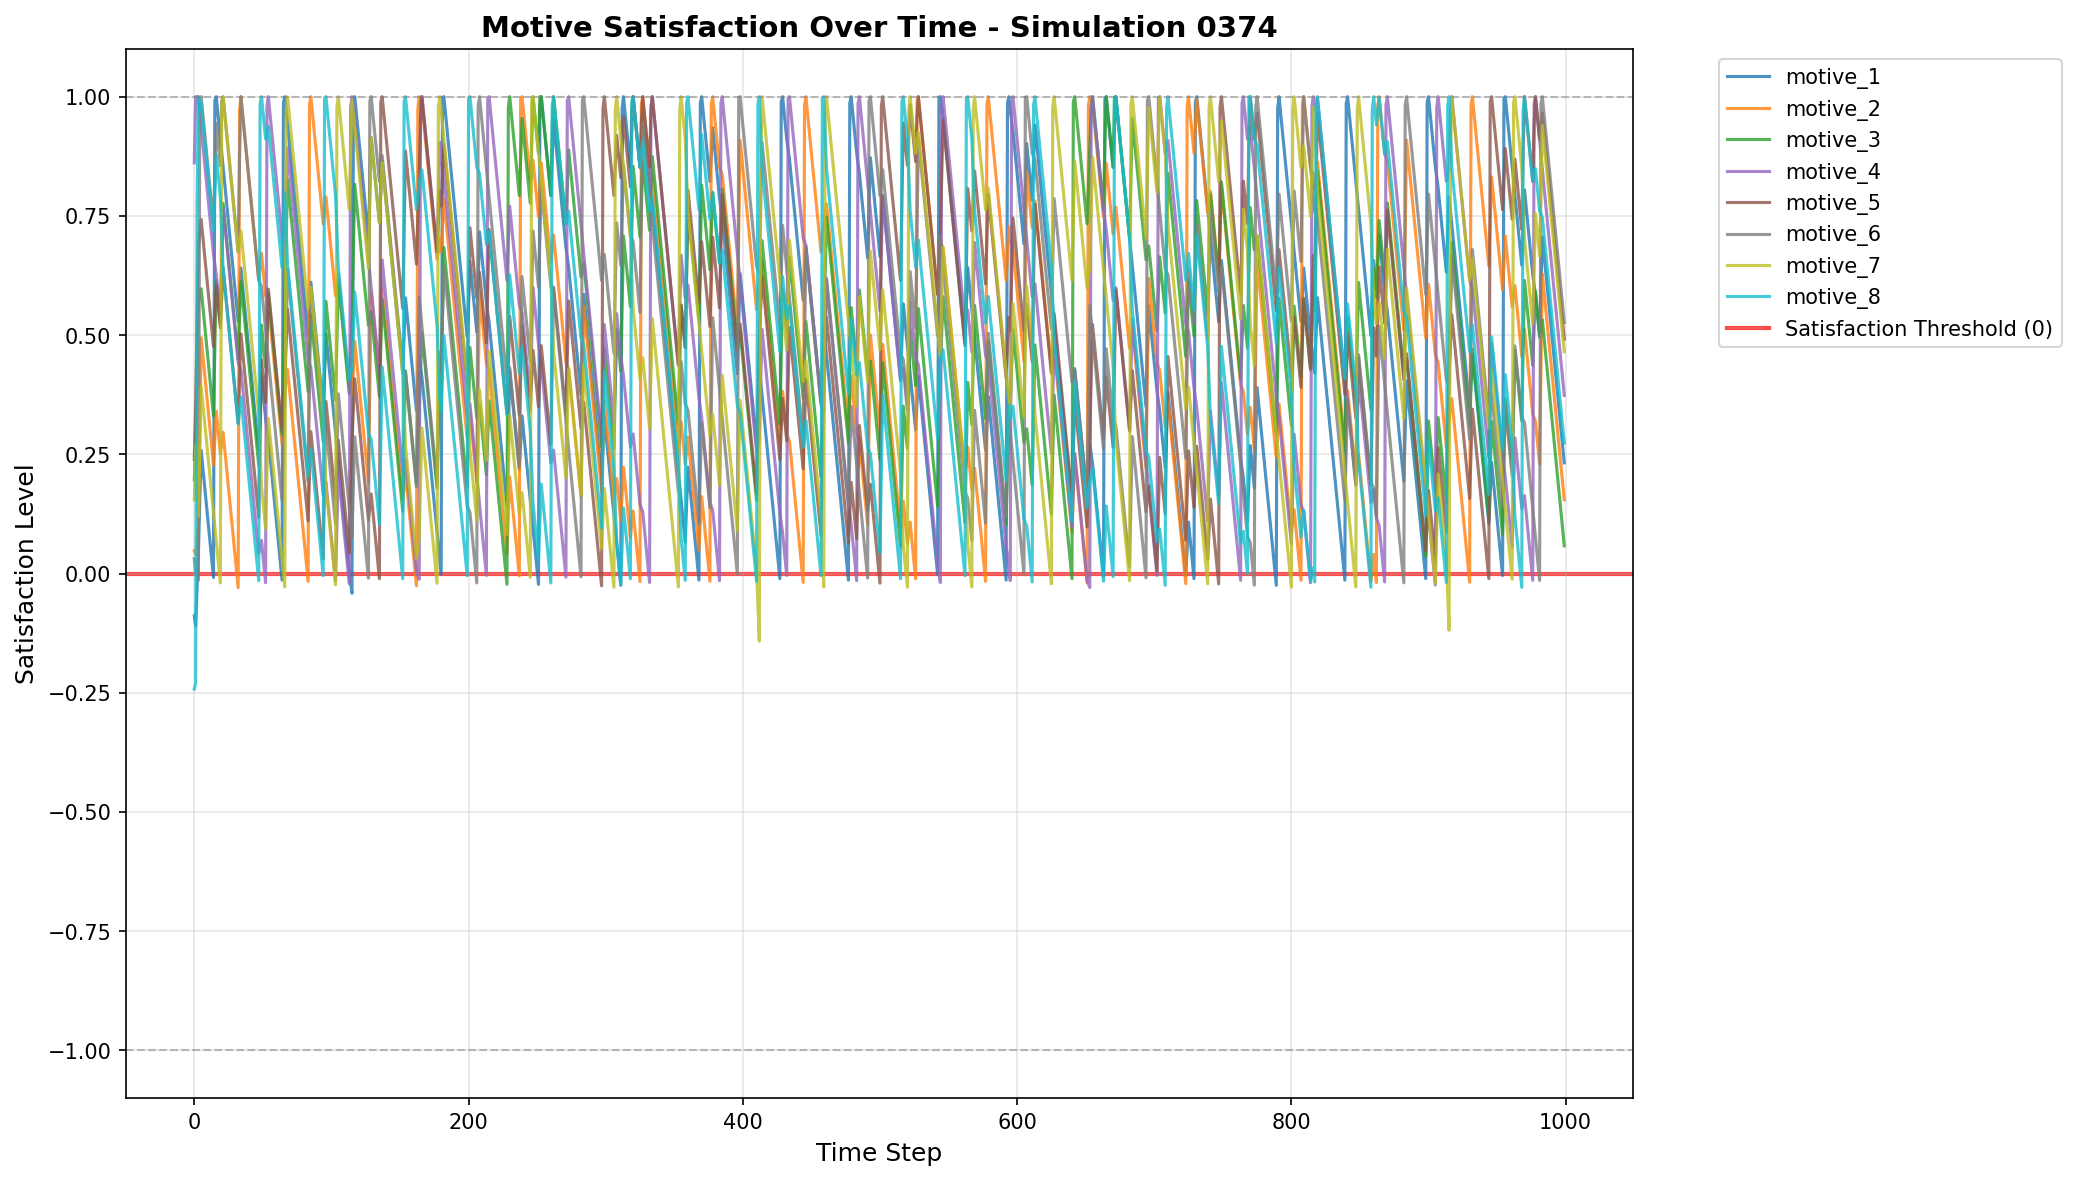 Motive Satisfaction Over Time - Simulation 0374
Satisfaction Level
1.00
0.75
0.50
0.25
0.00
−0.25
−0.50
−0.75
−1.00
0
200
400
600
800
1000
Time Step
motive_1
motive_2
motive_3
motive_4
motive_5
motive_6
motive_7
motive_8
Satisfaction Threshold (0)